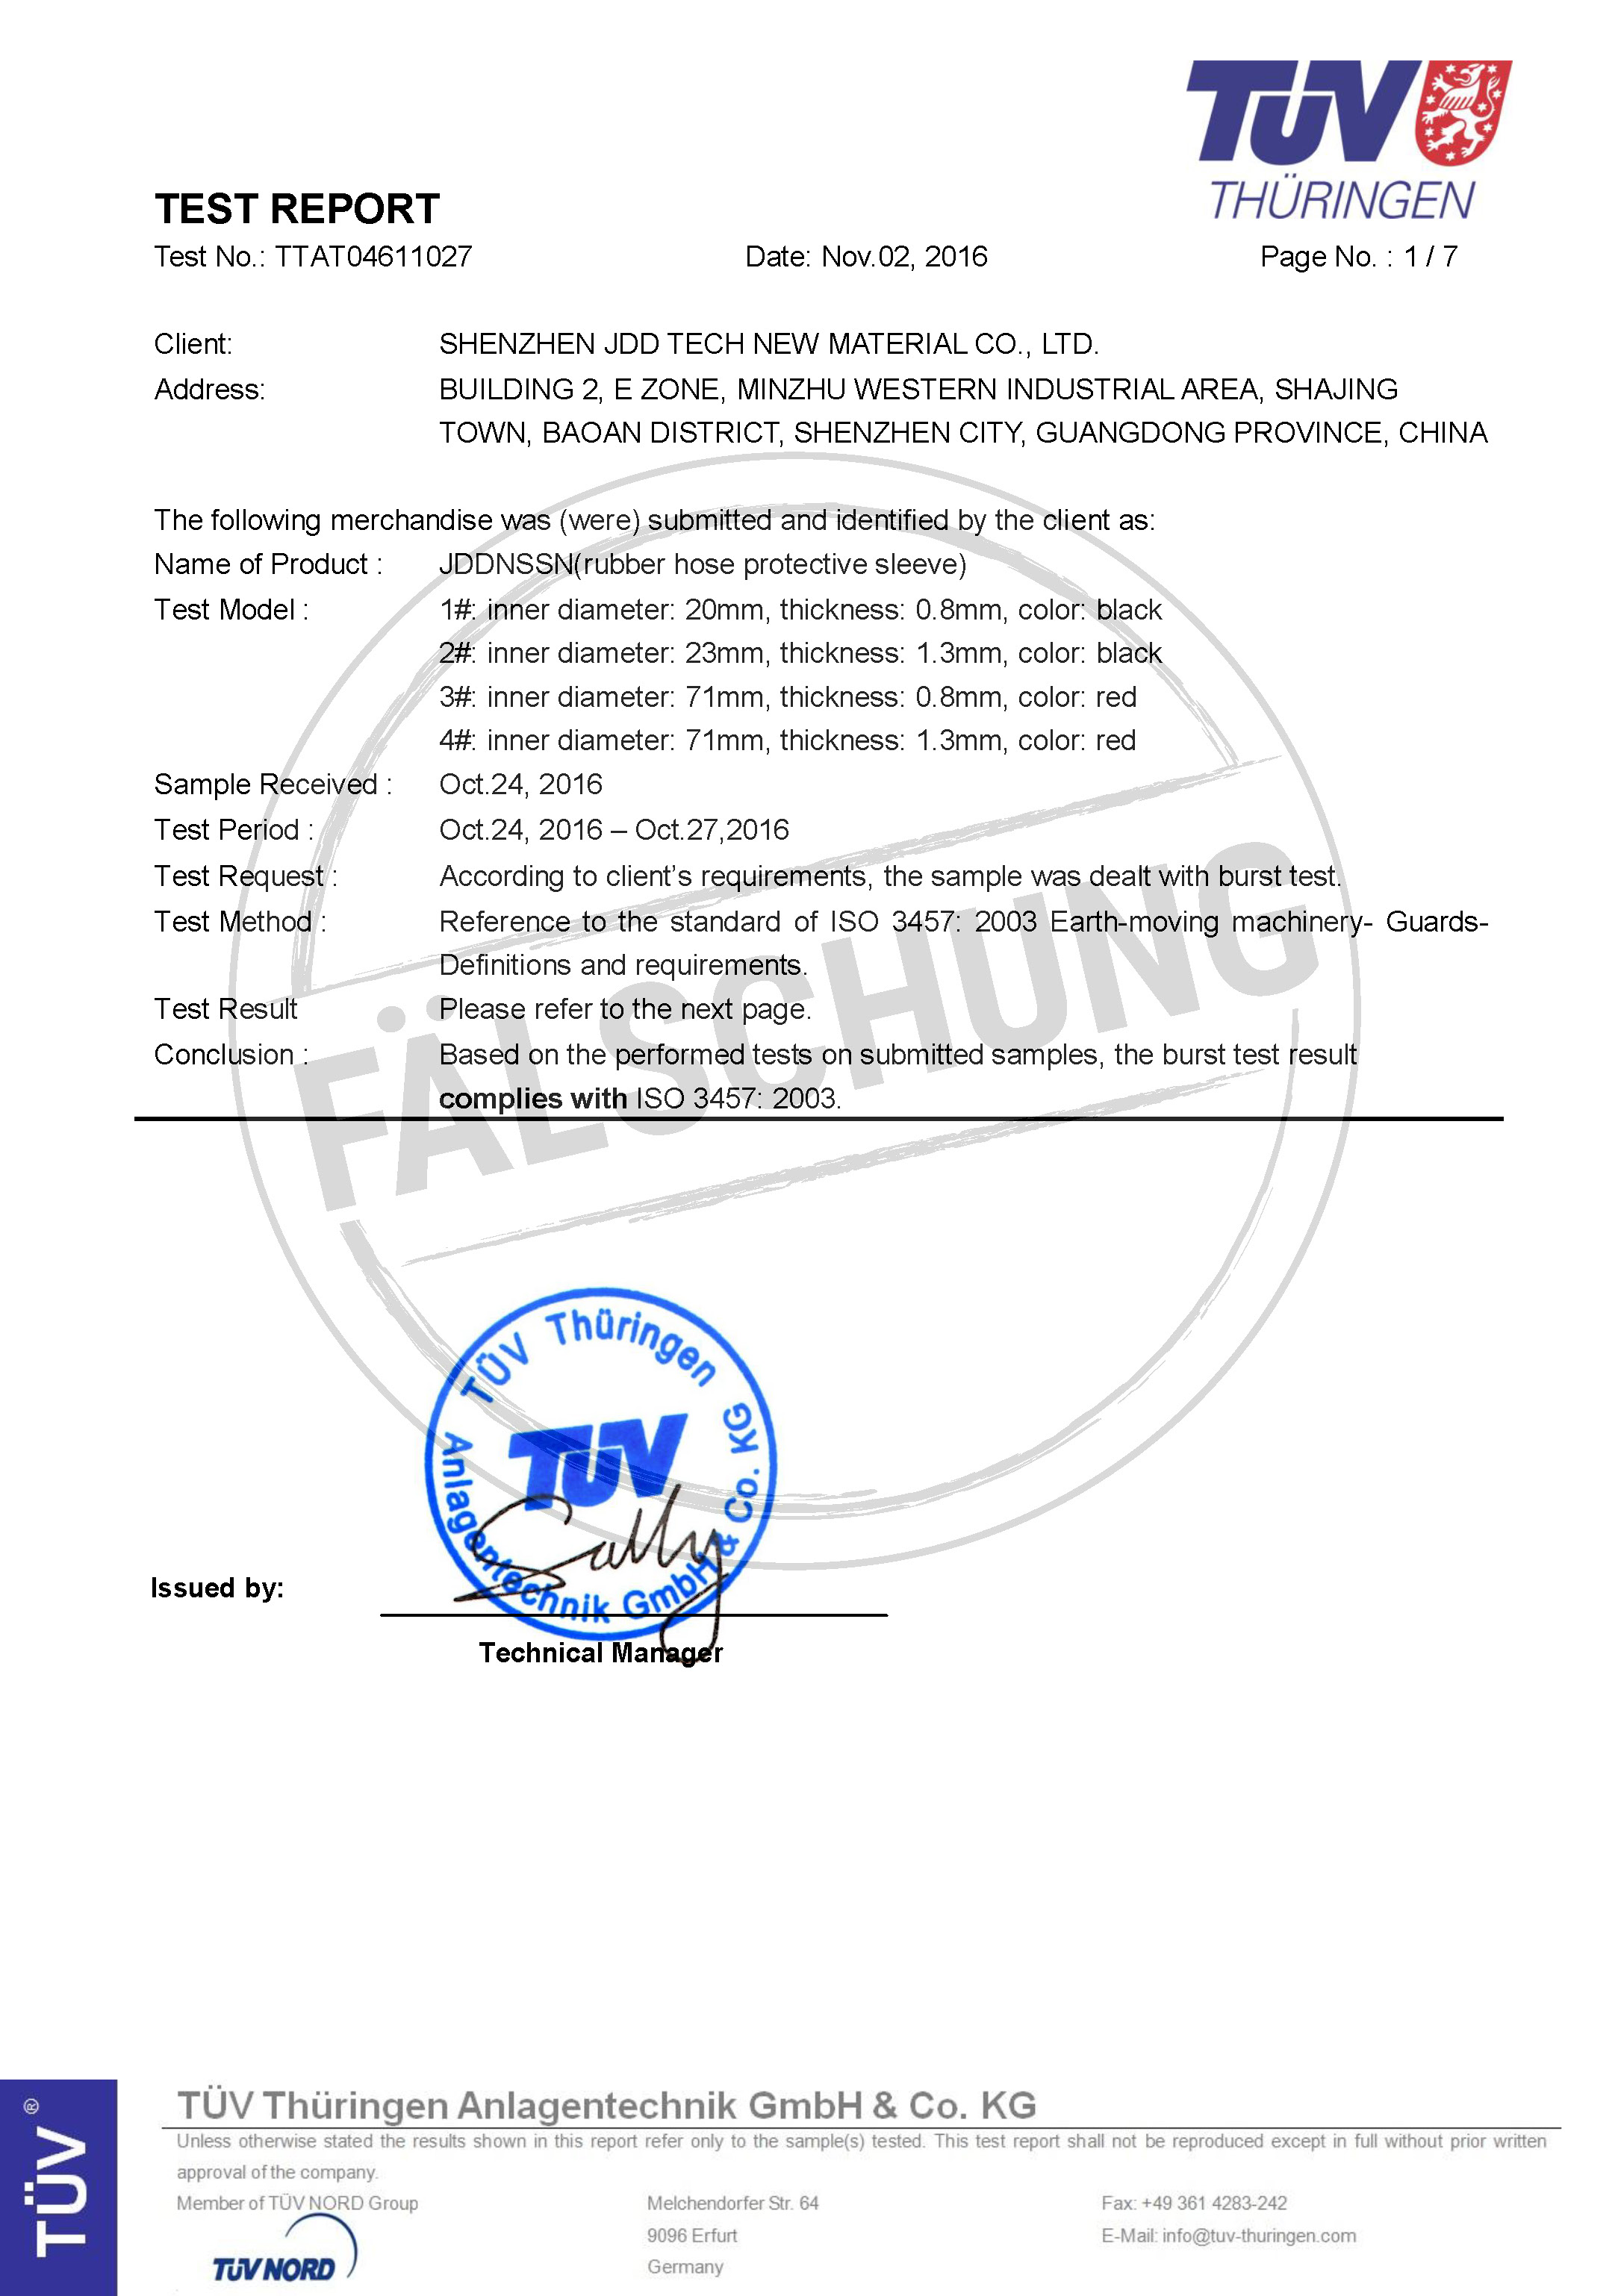 TÜV
THÜRINGEN
TEST REPORT
Test No.: TTAT04611027 Date: Nov.02, 2016 Page No. : 1 / 7
Client: SHENZHEN JDD TECH NEW MATERIAL CO., LTD.
Address: BUILDING 2, E ZONE, MINZHU WESTERN INDUSTRIAL AREA, SHAJING
TOWN, BAOAN DISTRICT, SHENZHEN CITY, GUANGDONG PROVINCE, CHINA
The following merchandise was (were) submitted and identified by the client as:
Name of Product : JDDNSSN(rubber hose protective sleeve)
Test Model : 1#: inner diameter: 20mm, thickness: 0.8mm, color: black
2#: inner diameter: 23mm, thickness: 1.3mm, color: black
3#: inner diameter: 71mm, thickness: 0.8mm, color: red
4#: inner diameter: 71mm, thickness: 1.3mm, color: red
Sample Received : Oct.24, 2016
Test Period : Oct.24, 2016 – Oct.27,2016
Test Request : According to client’s requirements, the sample was dealt with burst test.
Test Method : Reference to the standard of ISO 3457: 2003 Earth-moving machinery- Guards-
Definitions and requirements.
Test Result Please refer to the next page.
Conclusion : Based on the performed tests on submitted samples, the burst test result
complies with ISO 3457: 2003.
FÄLSCHUNG
TÜV Thüringen Anlagentechnik GmbH & Co. KG
TÜV
Sally
Issued by:
Technical Manager
TÜV ®
TÜV Thüringen Anlagentechnik GmbH & Co. KG
Unless otherwise stated the results shown in this report refer only to the sample(s) tested. This test report shall not be reproduced except in full without prior written
approval of the company.
Member of TÜV NORD Group Melchendorfer Str. 64 Fax: +49 361 4283-242
9096 Erfurt E-Mail: info@tuv-thuringen.com
Germany
TÜV NORD